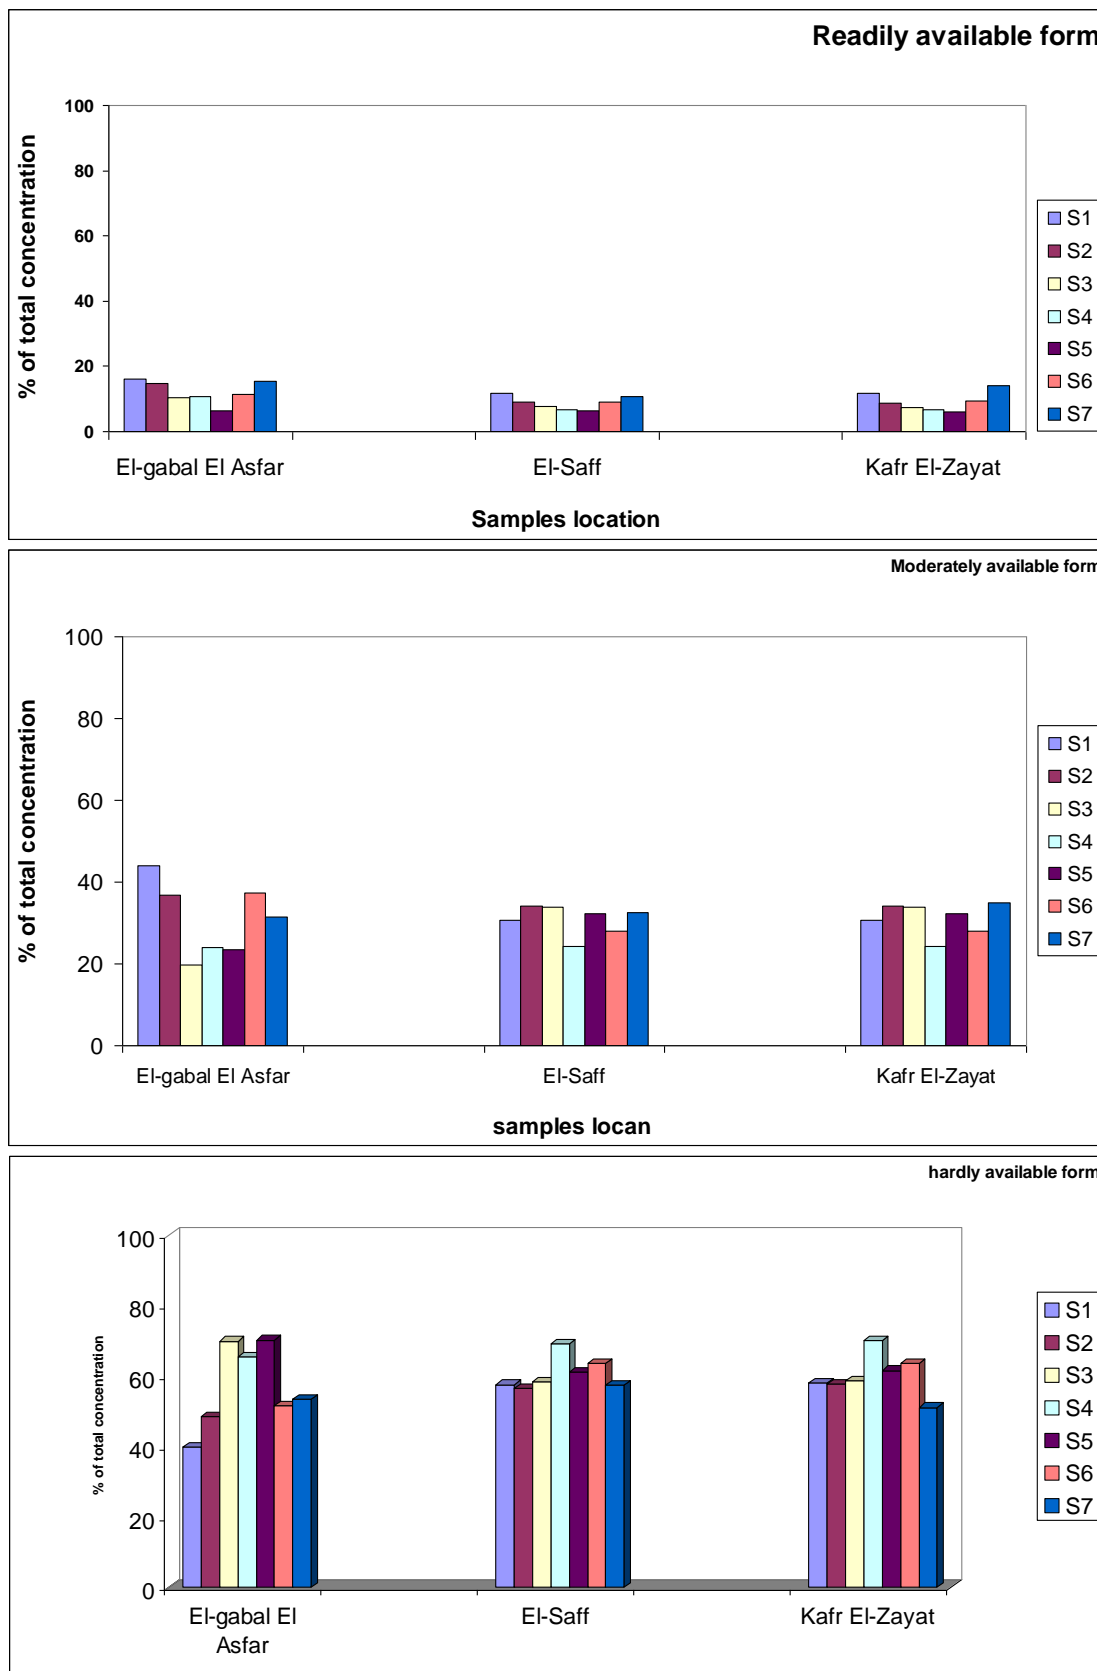 Readily available form
100
80
60
40
20
0
% of total concentration
El-gabal El Asfar
El-Saff
Kafr El-Zayat
Samples location
S1
S2
S3
S4
S5
S6
S7
Moderately available form
100
80
60
40
20
0
% of total concentration
El-gabal El Asfar
El-Saff
Kafr El-Zayat
samples locan
S1
S2
S3
S4
S5
S6
S7
hardly available form
100
80
60
40
20
0
% of total concentration
El-gabal El
Asfar
El-Saff
Kafr El-Zayat
S1
S2
S3
S4
S5
S6
S7